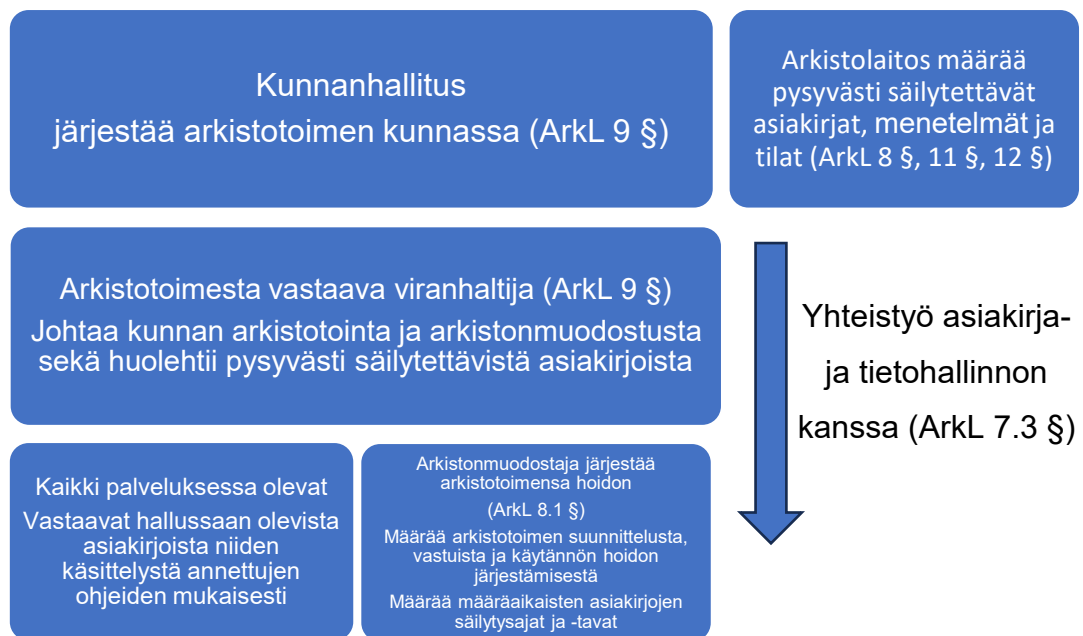 Kunnanhallitus
järjestää arkistotoimen kunnassa (ArkL 9 §)
Arkistolaitos määrää
pysyvästi säilytettävät
asiakirjat, menetelmät ja
tilat (ArkL 8 §, 11 §, 12 §)
Arkistotoimesta vastaava viranhaltija (ArkL 9 §)
Johtaa kunnan arkistotointa ja arkistonmuodostusta
sekä huolehtii pysyvästi säilytettävistä asiakirjoista
Yhteistyö asiakirja-
ja tietohallinnon
kanssa (ArkL 7.3 §)
Kaikki palveluksessa olevat
Vastaavat hallussaan olevista
asiakirjoista niiden
käsittelystä annettujen
ohjeiden mukaisesti
Arkistonmuodostaja järjestää
arkistotoimensa hoidon
(ArkL 8.1 §)
Määrää arkistotoimen suunnittelusta,
vastuista ja käytännön hoidon
järjestämisestä
Määrää määräaikaisten asiakirjojen
säilytysajat ja -tavat